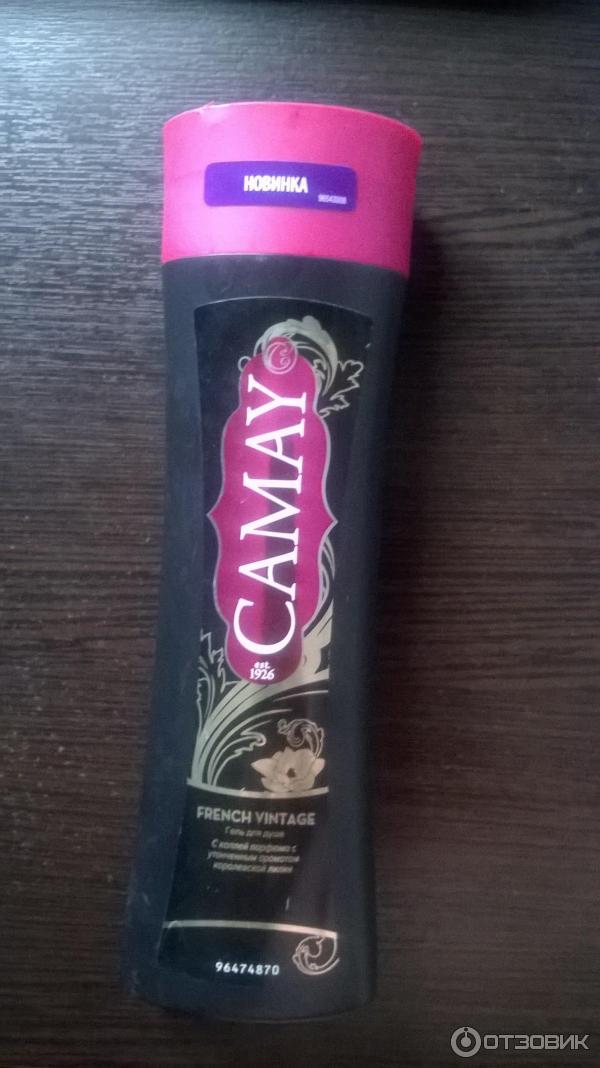 НОВИНКА
CAMAY
est.
1926
FRENCH VINTAGE
Гель для душа
С каплей парфюма с
утонченным ароматом
королевской лилии
96474870
ОТЗОВИК